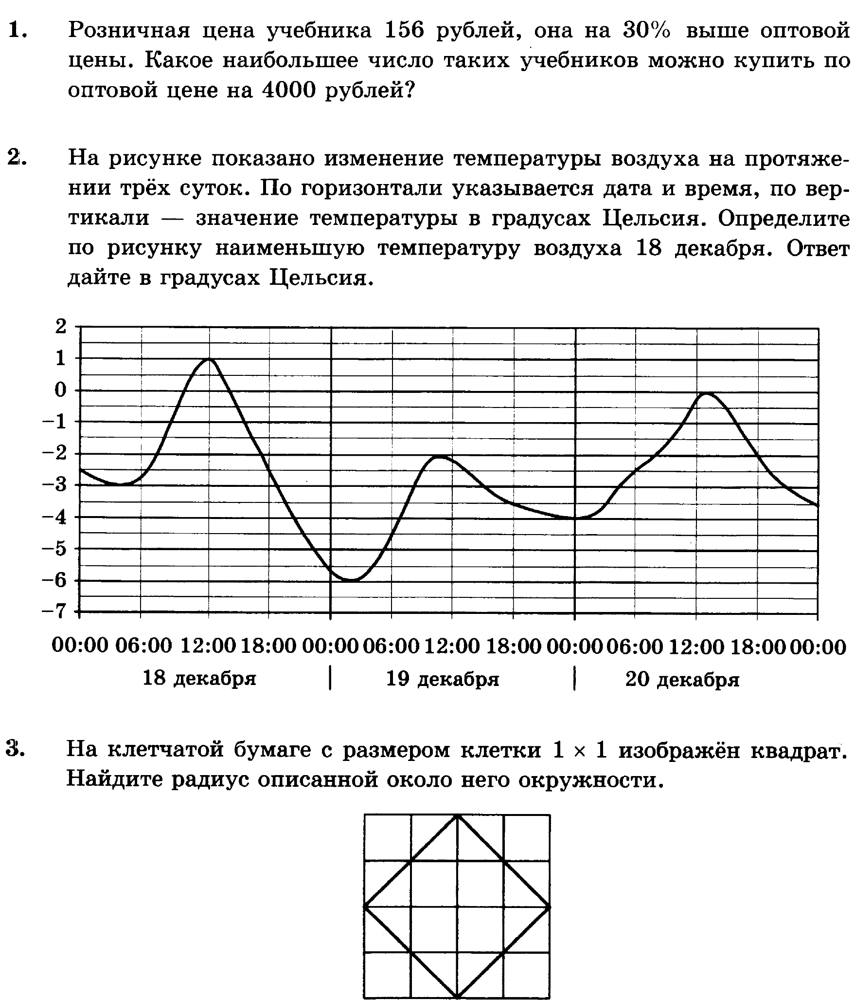 1. Розничная цена учебника 156 рублей, она на 30% выше оптовой
цены. Какое наибольшее число таких учебников можно купить по
оптовой цене на 4000 рублей?
2. На рисунке показано изменение температуры воздуха на протяже-
нии трёх суток. По горизонтали указывается дата и время, по вер-
тикали — значение температуры в градусах Цельсия. Определите
по рисунку наименьшую температуру воздуха 18 декабря. Ответ
дайте в градусах Цельсия.
2
1
0
−1
−2
−3
−4
−5
−6
−7
00:00 06:00 12:00 18:00 00:00 06:00 12:00 18:00 00:00 06:00 12:00 18:00 00:00
18 декабря | 19 декабря | 20 декабря
3. На клетчатой бумаге с размером клетки 1 × 1 изображён квадрат.
Найдите радиус описанной около него окружности.